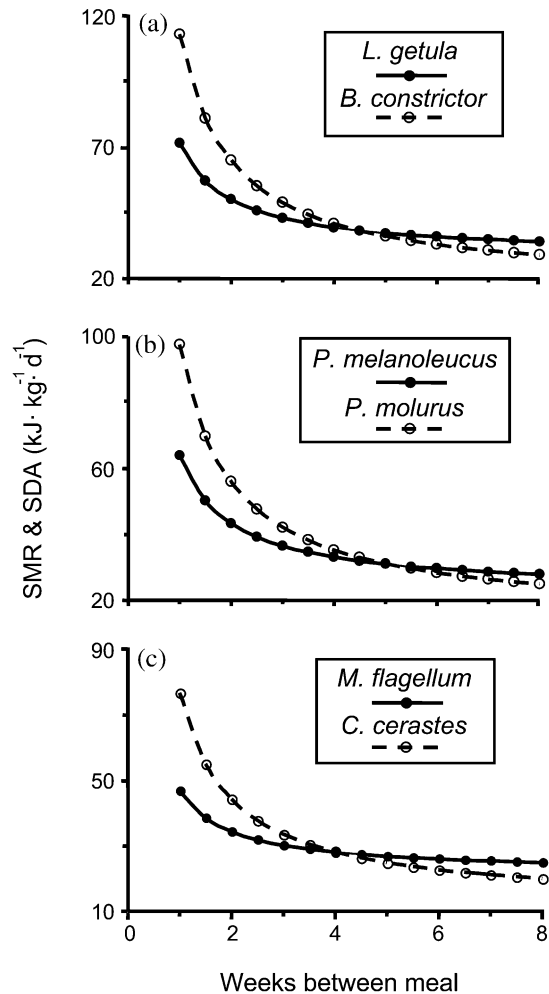 120
(a)
L. getula
B. constrictor
70
20
100
(b)
P. melanoleucus
P. molurus
60
20
SMR & SDA (kJ· kg⁻¹· d⁻¹)
90
(c)
M. flagellum
C. cerastes
50
10
0 2 4 6 8
Weeks between meal